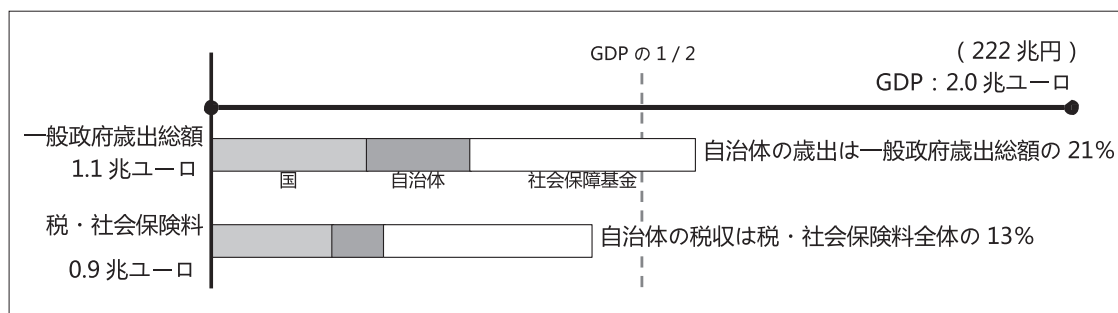 GDP の 1 / 2
( 222 兆円 )
GDP : 2.0 兆ユーロ
一般政府歳出総額
1.1 兆ユーロ
国
自治体
社会保障基金
自治体の歳出は一般政府歳出総額の 21%
税・社会保険料
0.9 兆ユーロ
自治体の税収は税・社会保険料全体の 13%